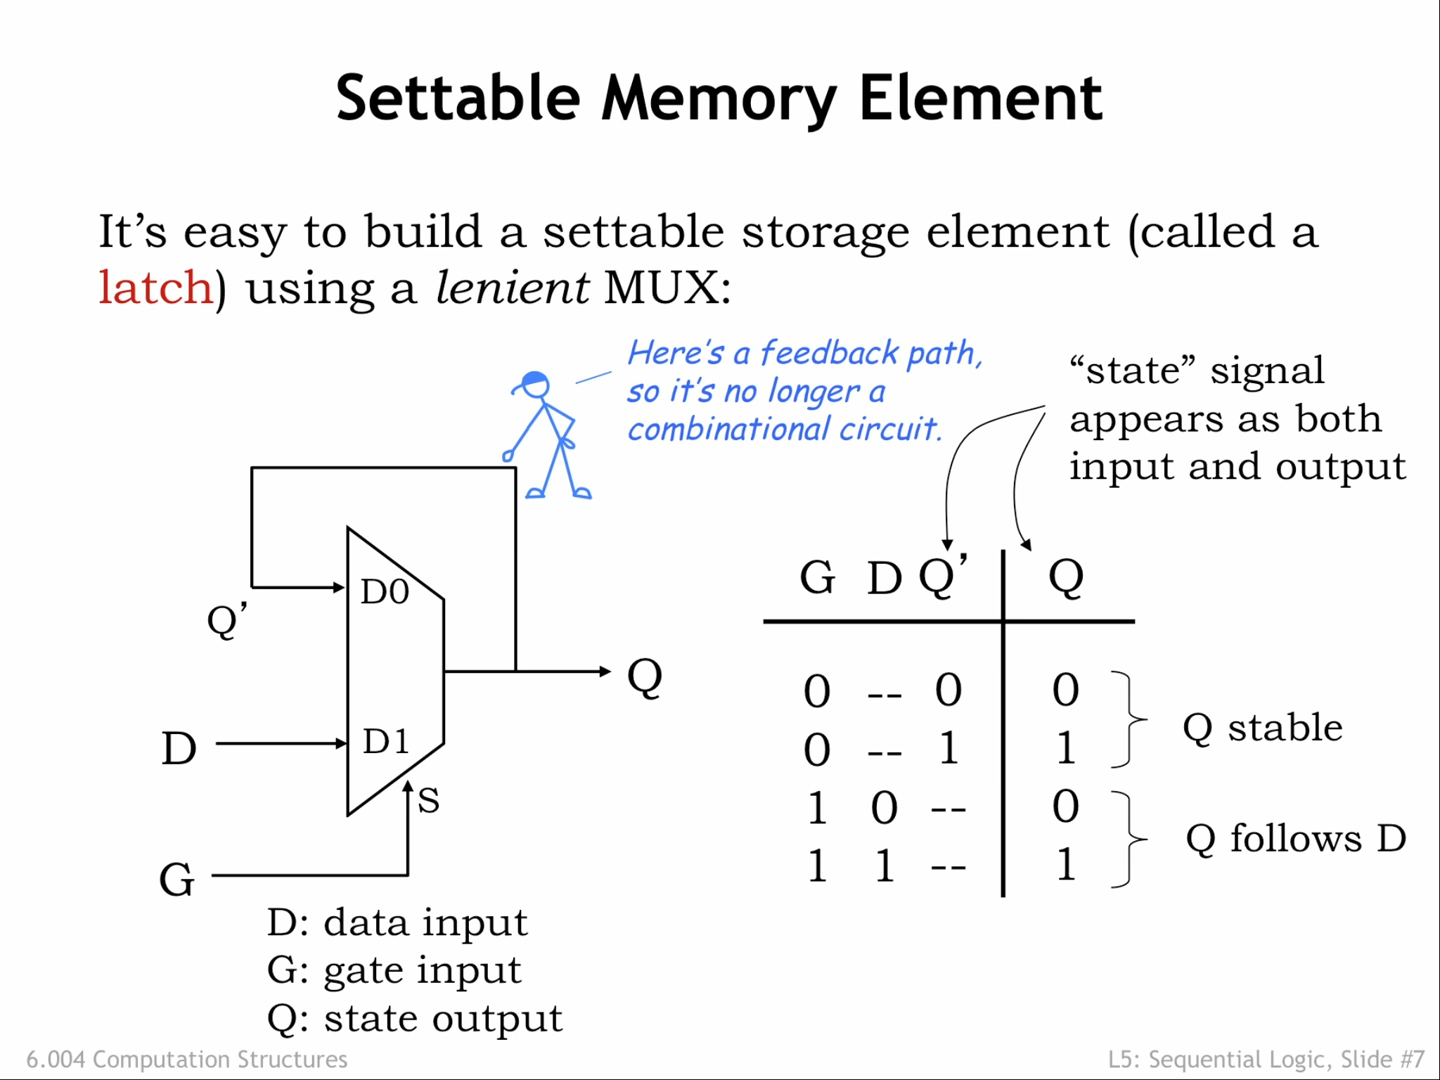 Settable Memory Element
It’s easy to build a settable storage element (called a
latch) using a lenient MUX:
Here’s a feedback path,
so it’s no longer a
combinational circuit.
“state” signal
appears as both
input and output
D0
Q’
Q
D
D1
S
G
D: data input
G: gate input
Q: state output
G D Q’ Q
0 -- 0 0
0 -- 1 1
Q stable
1 0 -- 0
1 1 -- 1
Q follows D
6.004 Computation Structures
L5: Sequential Logic, Slide #7